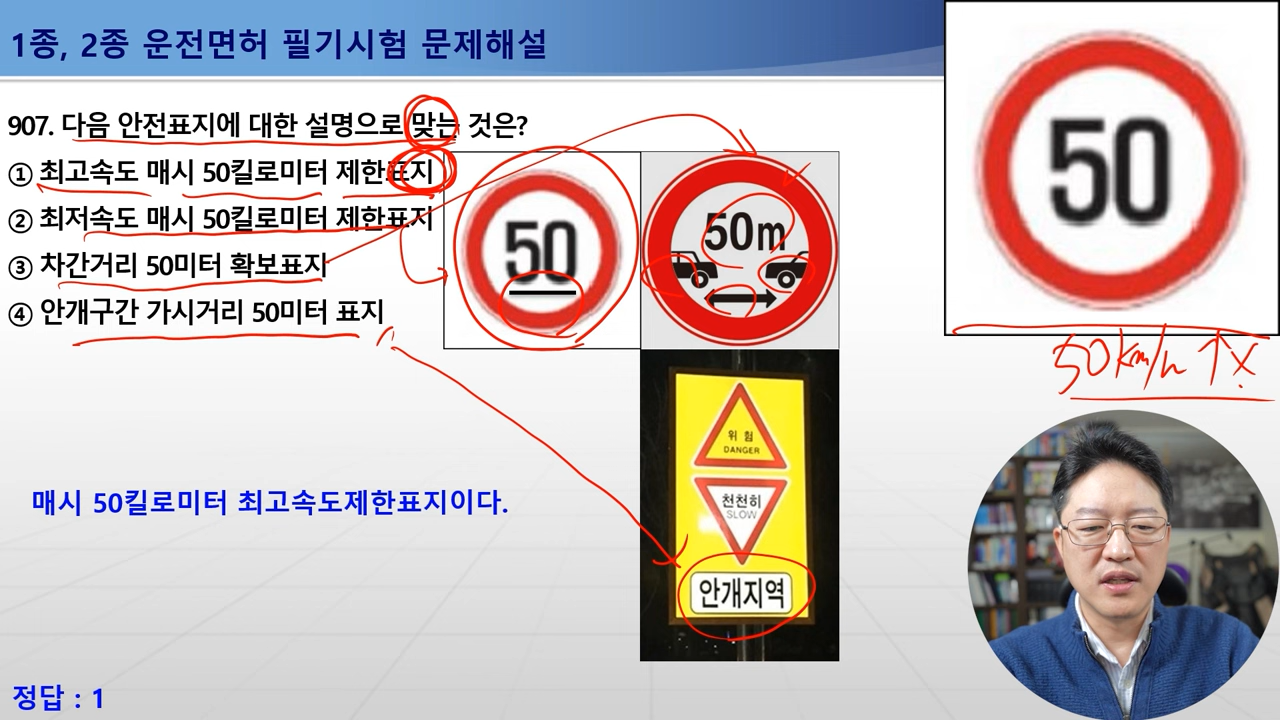 1종, 2종 운전면허 필기시험 문제해설
907. 다음 안전표지에 대한 설명으로 맞는 것은?
① 최고속도 매시 50킬로미터 제한표지
② 최저속도 매시 50킬로미터 제한표지
③ 차간거리 50미터 확보표지
④ 안개구간 가시거리 50미터 표지
50
50m
50
50km/h ↑ X
위험
DANGER
천천히
SLOW
안개지역
매시 50킬로미터 최고속도제한표지이다.
정답 : 1